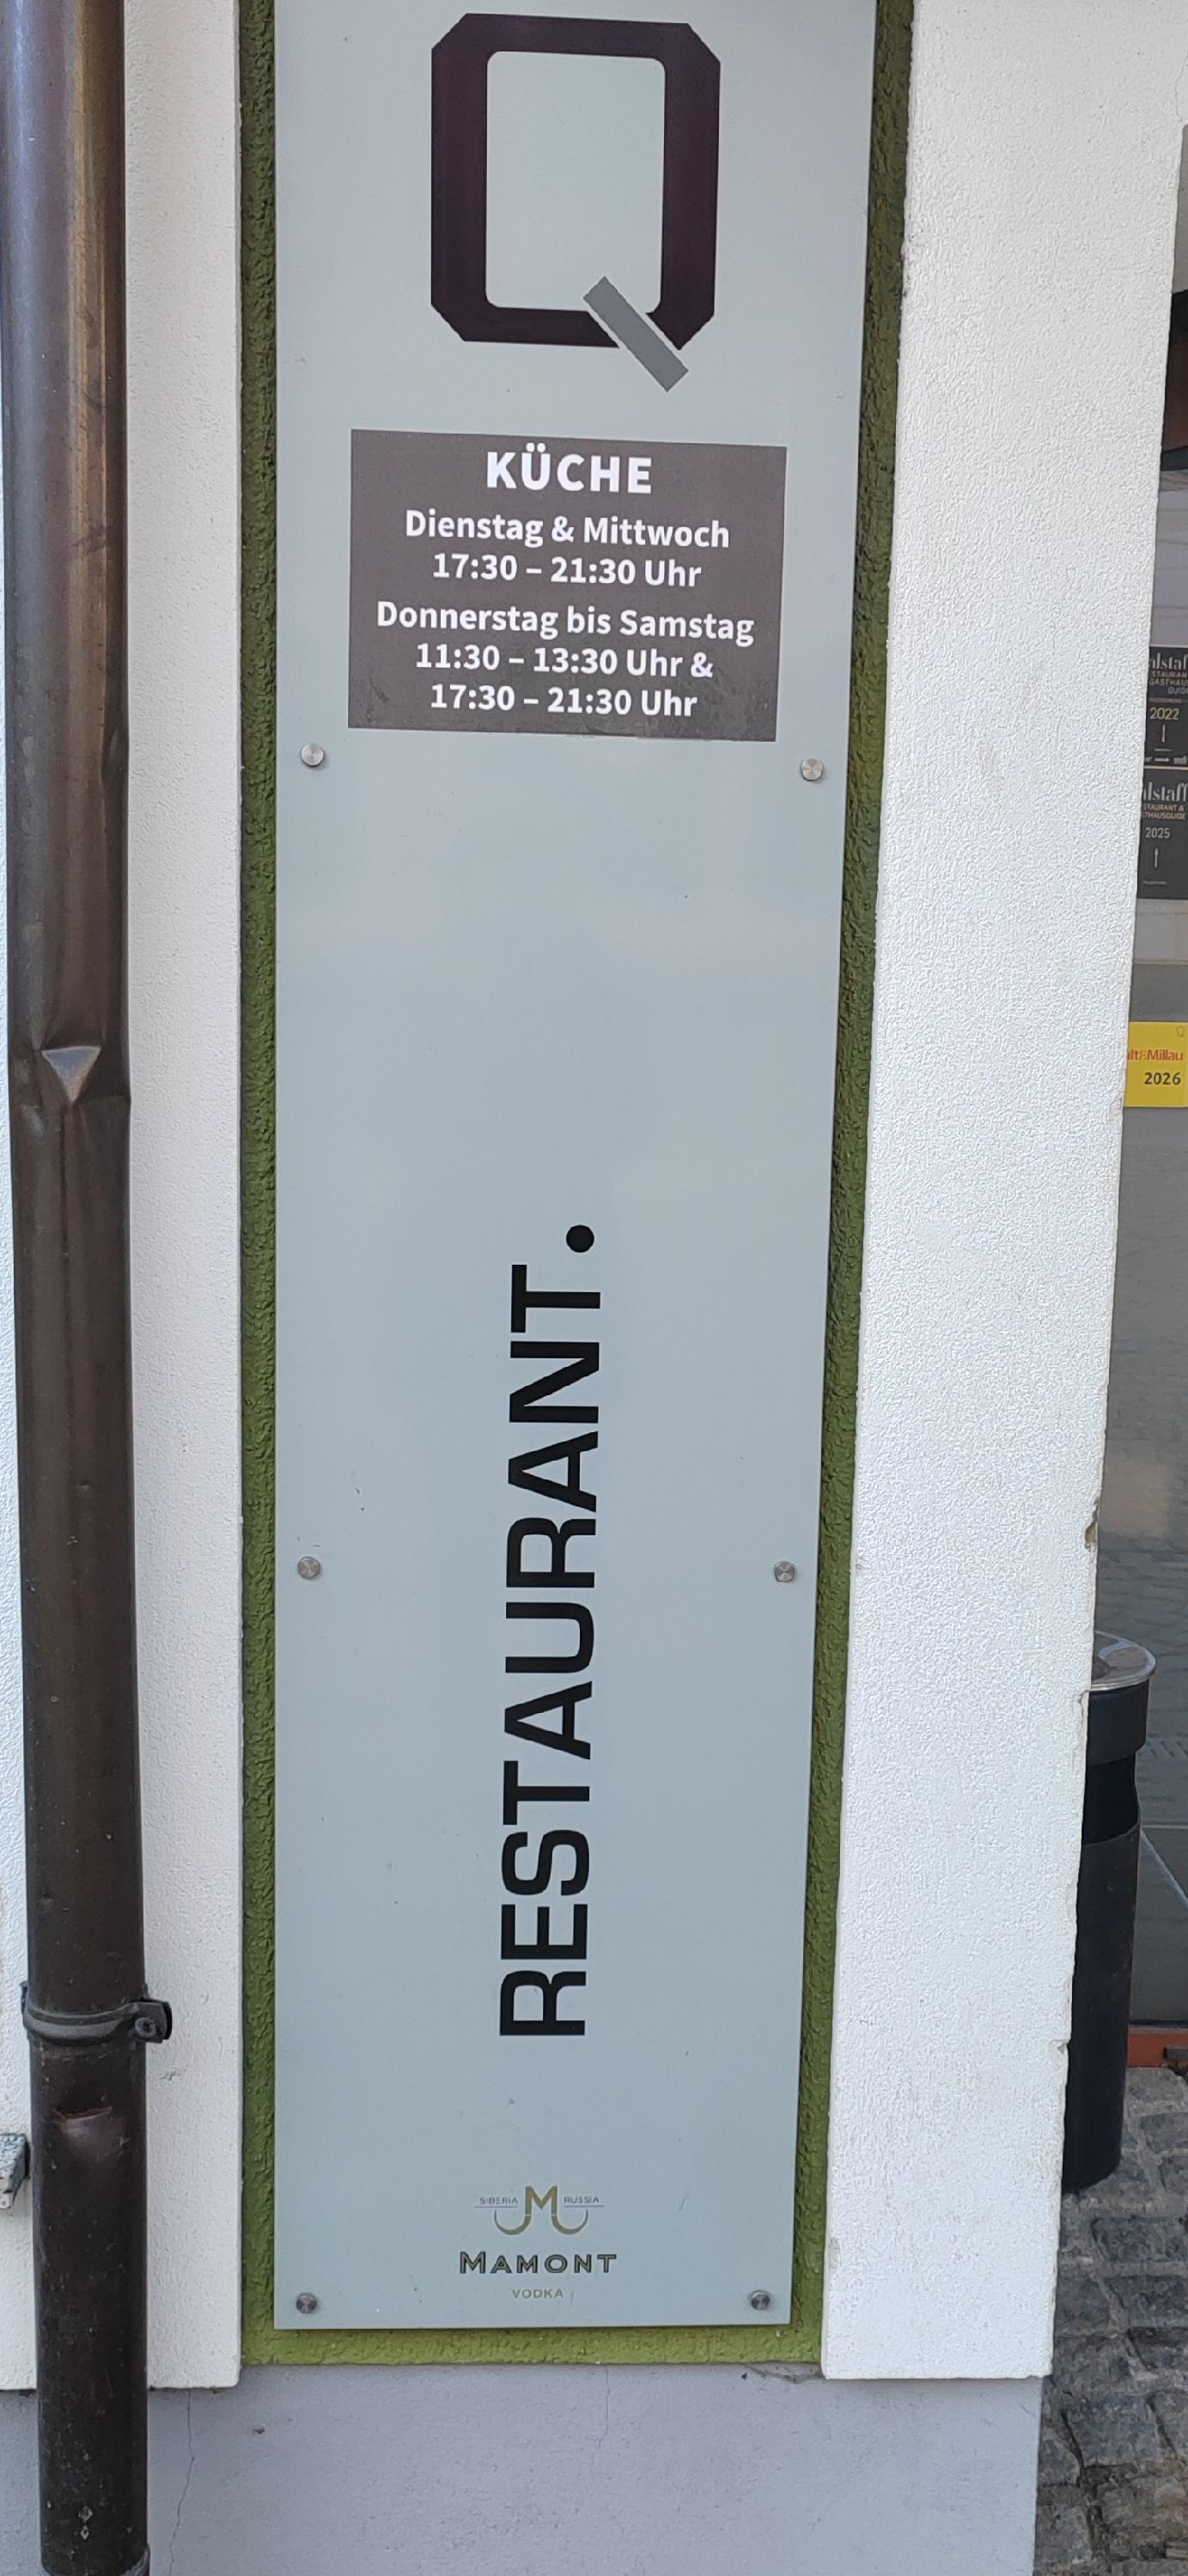 Q
KÜCHE
Dienstag & Mittwoch
17:30 – 21:30 Uhr
Donnerstag bis Samstag
11:30 – 13:30 Uhr &
17:30 – 21:30 Uhr
RESTAURANT.
SIBERIA M RUSSIA
MAMONT
VODKA
2022
2025
Millau
2026